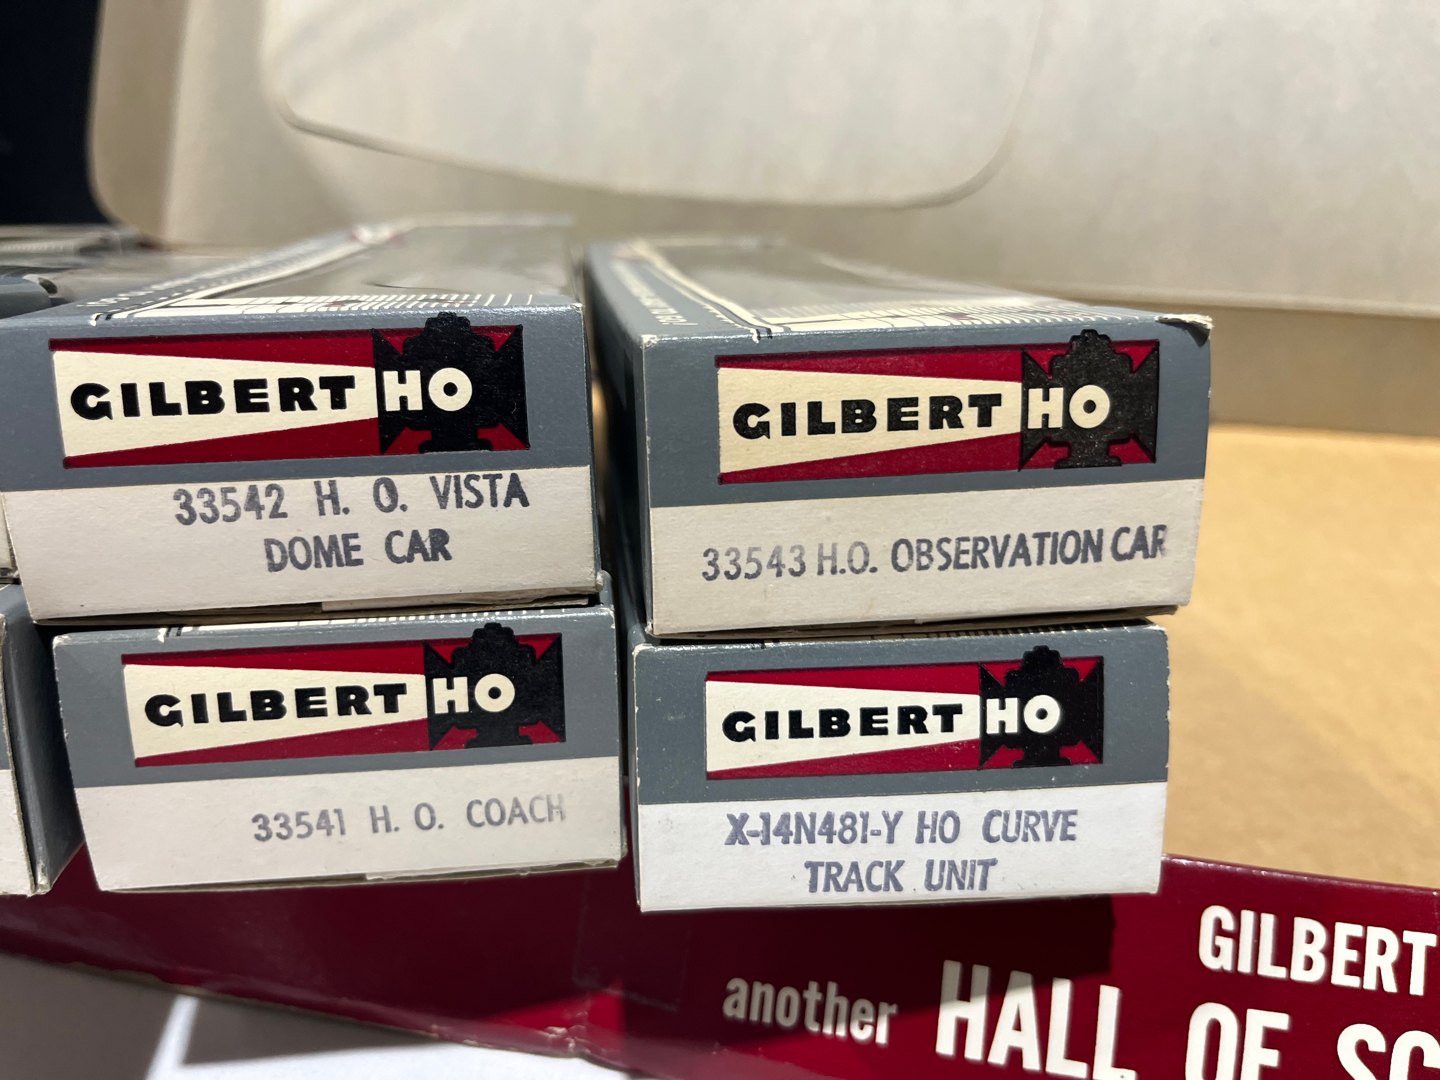 GILBERT HO
33542 H. O. VISTA
DOME CAR
GILBERT HO
33543 H.O. OBSERVATION CAR
GILBERT HO
33541 H. O. COACH
GILBERT HO
X-14N481-Y HO CURVE
TRACK UNIT
GILBERT
another HALL OF SC